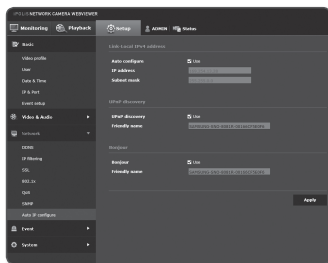 iPOLiS NETWORK CAMERA WEBVIEWER
Monitoring Playback Setup ADMIN Status
Basic
Video profile
User
Date & Time
IP & Port
Event setup
Video & Audio
Network
DDNS
IP filtering
SSL
802.1x
QoS
SNMP
Auto IP configure
Event
System
Link-Local IPv4 address
Auto configure Use
IP address
Subnet mask
UPnP discovery
UPnP discovery Use
Friendly name
Bonjour
Bonjour Use
Friendly name
Apply